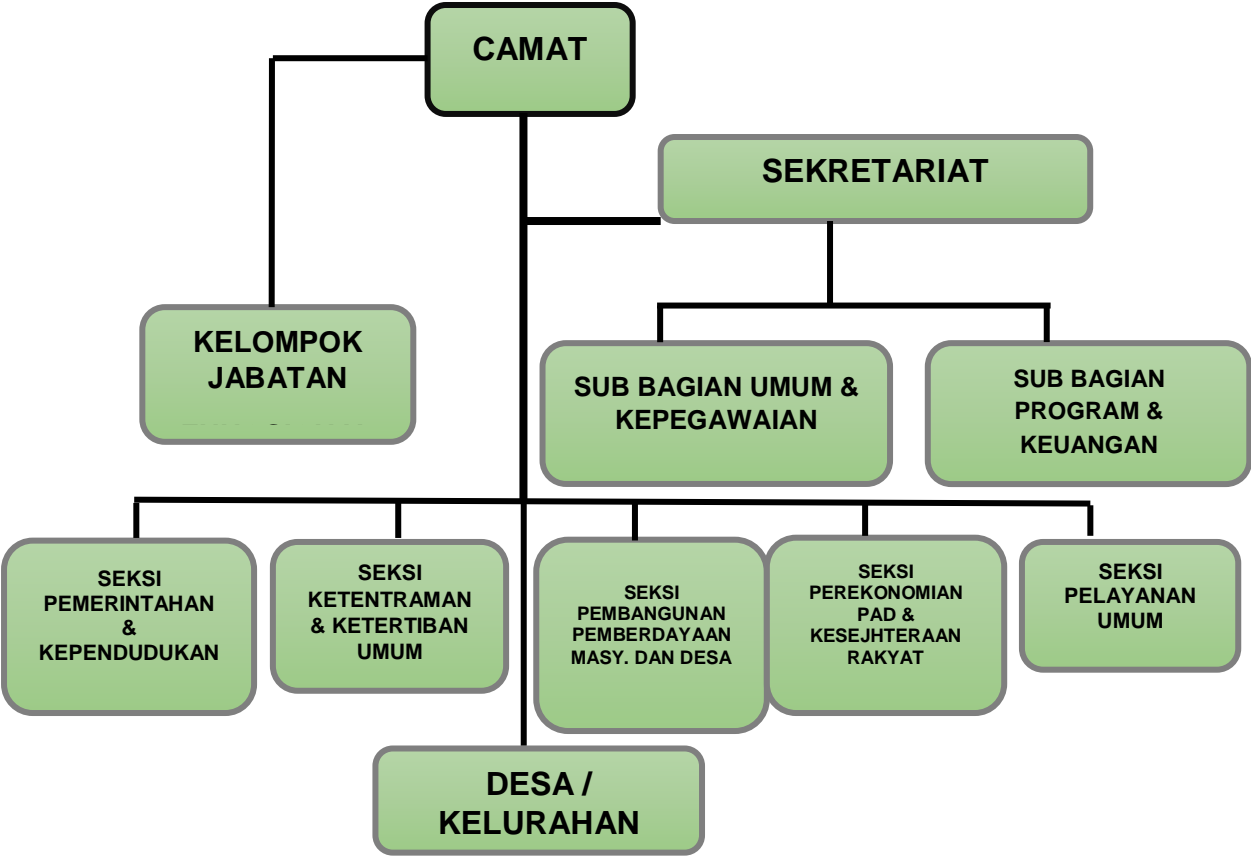 CAMAT
SEKRETARIAT
KELOMPOK
JABATAN
SUB BAGIAN UMUM &
KEPEGAWAIAN
SUB BAGIAN
PROGRAM &
KEUANGAN
SEKSI
PEMERINTAHAN
&
KEPENDUDUKAN
SEKSI
KETENTRAMAN
& KETERTIBAN
UMUM
SEKSI
PEMBANGUNAN
PEMBERDAYAAN
MASY. DAN DESA
SEKSI
PEREKONOMIAN
PAD &
KESEJHTERAAN
RAKYAT
SEKSI
PELAYANAN
UMUM
DESA /
KELURAHAN